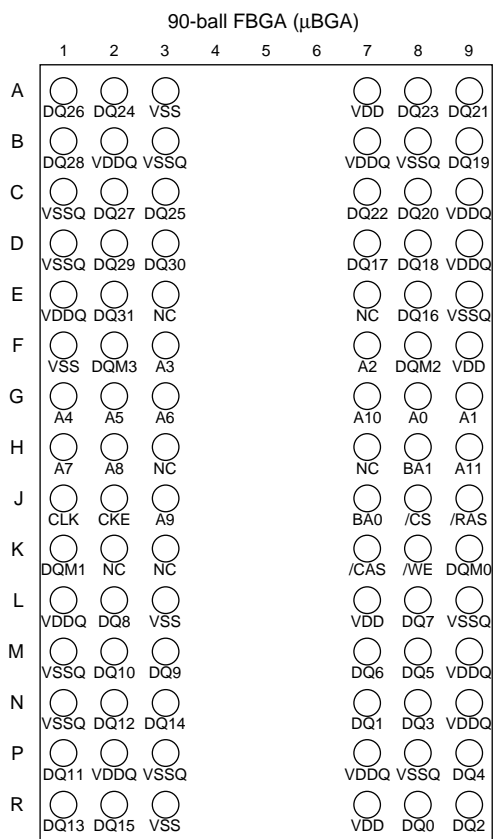 90-ball FBGA (μBGA)
1 2 3 4 5 6 7 8 9
A
DQ26 DQ24 VSS VDD DQ23 DQ21
B
DQ28 VDDQ VSSQ VDDQ VSSQ DQ19
C
VSSQ DQ27 DQ25 DQ22 DQ20 VDDQ
D
VSSQ DQ29 DQ30 DQ17 DQ18 VDDQ
E
VDDQ DQ31 NC NC DQ16 VSSQ
F
VSS DQM3 A3 A2 DQM2 VDD
G
A4 A5 A6 A10 A0 A1
H
A7 A8 NC NC BA1 A11
J
CLK CKE A9 BA0 /CS /RAS
K
DQM1 NC NC /CAS /WE DQM0
L
VDDQ DQ8 VSS VDD DQ7 VSSQ
M
VSSQ DQ10 DQ9 DQ6 DQ5 VDDQ
N
VSSQ DQ12 DQ14 DQ1 DQ3 VDDQ
P
DQ11 VDDQ VSSQ VDDQ VSSQ DQ4
R
DQ13 DQ15 VSS VDD DQ0 DQ2